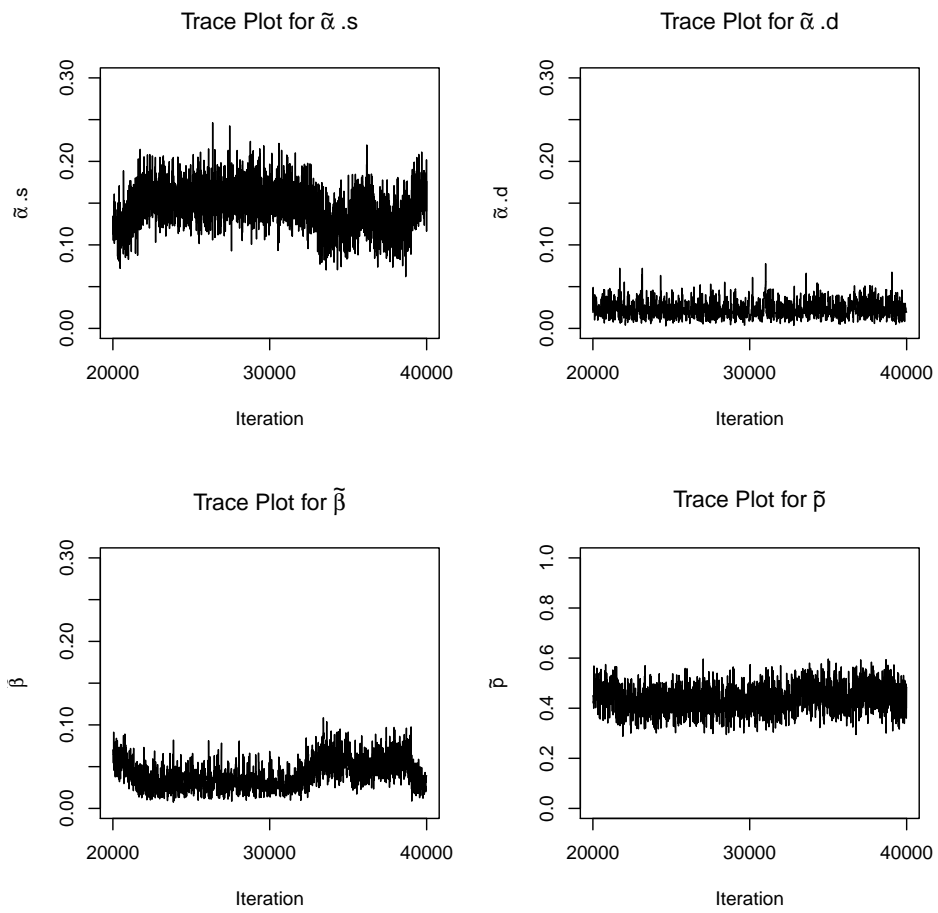 Trace Plot for α̃ .s
0.30
0.20
0.10
0.00
α̃ .s
20000 30000 40000
Iteration
Trace Plot for α̃ .d
0.30
0.20
0.10
0.00
α̃ .d
20000 30000 40000
Iteration
Trace Plot for β̃
0.30
0.20
0.10
0.00
β̃
20000 30000 40000
Iteration
Trace Plot for p̃
1.0
0.8
0.6
0.4
0.2
0.0
p̃
20000 30000 40000
Iteration